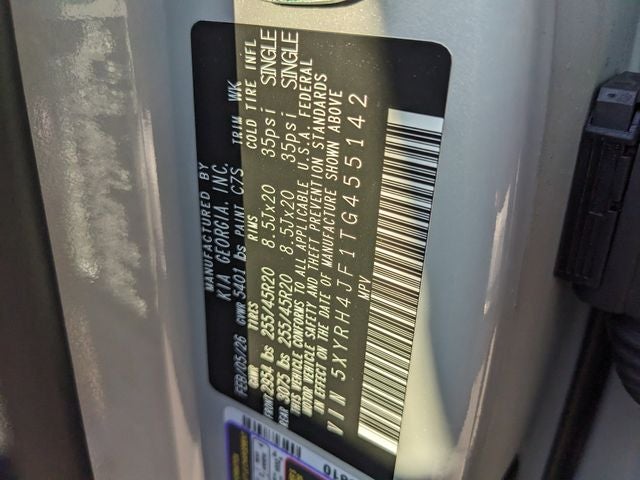 MANUFACTURED BY
KIA GEORGIA, INC.
FEB/05/26 GVWR 5401 lbs PAINT CZS TRIM WK
GAWR TIRES RIMS COLD TIRE INFL
FRONT 2954 lbs 255/45R20 8.5Jx20 35psi SINGLE
REAR 3075 lbs 255/45R20 8.5Jx20 35psi SINGLE
THIS VEHICLE CONFORMS TO ALL APPLICABLE U.S.A. FEDERAL
MOTOR VEHICLE SAFETY AND THEFT PREVENTION STANDARDS
IN EFFECT ON THE DATE OF MANUFACTURE SHOWN ABOVE
VIN 5XYRH4JF1TG455142
MPV